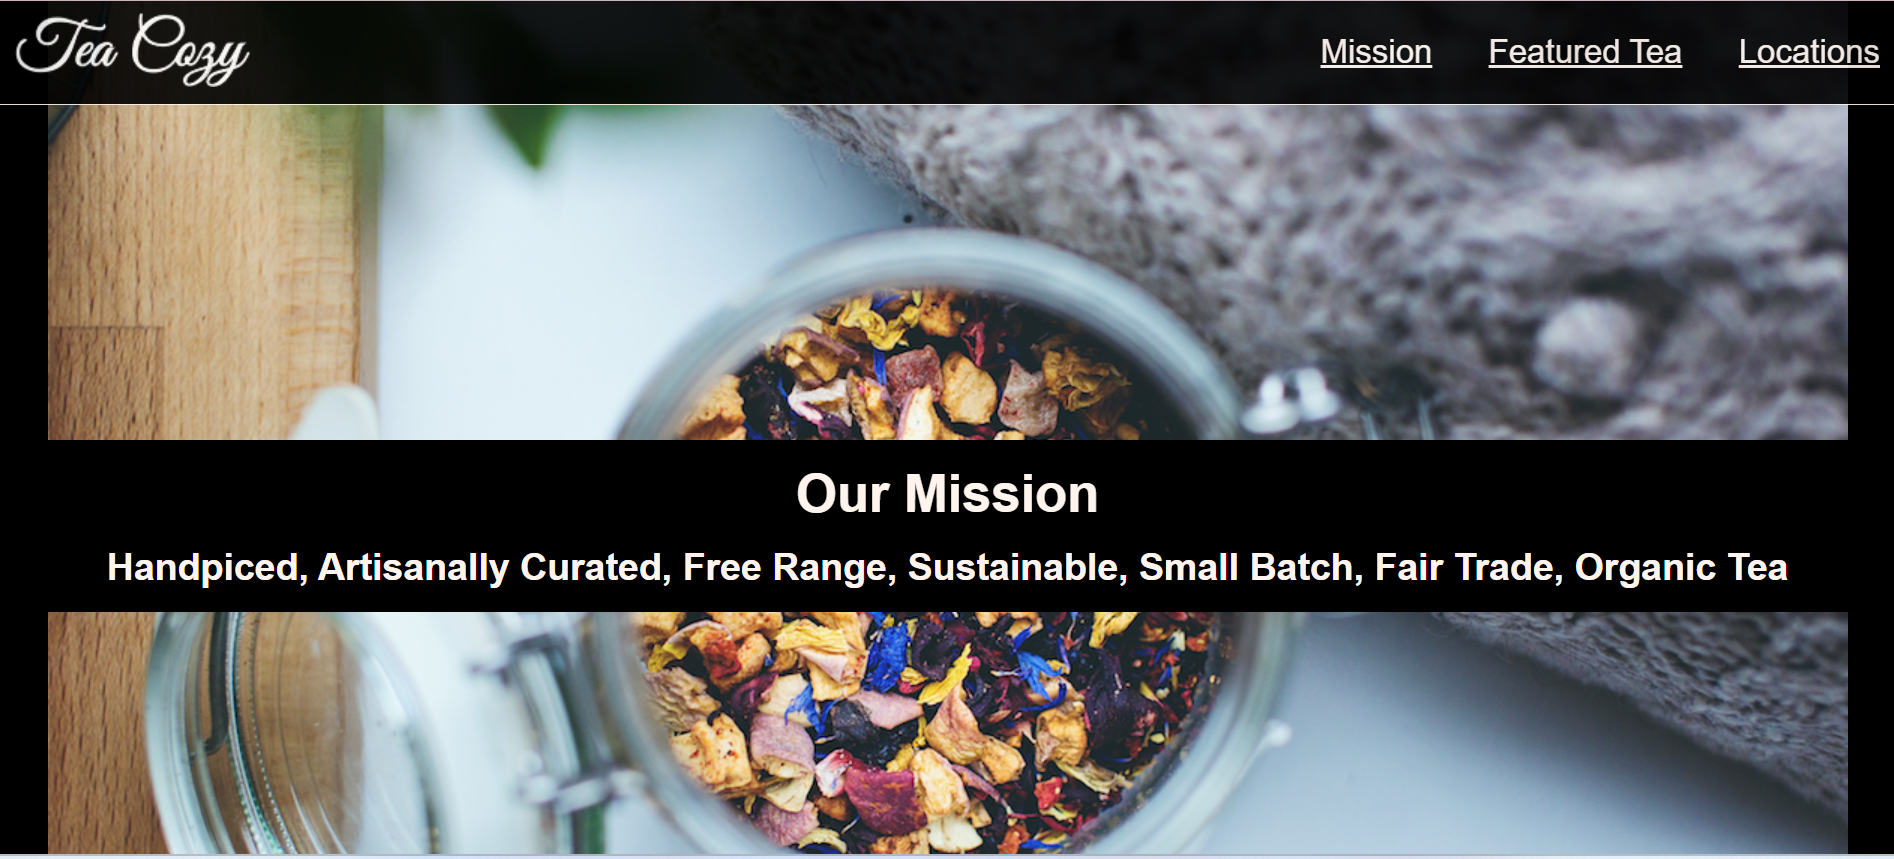 Tea Cozy
Mission Featured Tea Locations
Our Mission
Handpiced, Artisanally Curated, Free Range, Sustainable, Small Batch, Fair Trade, Organic Tea